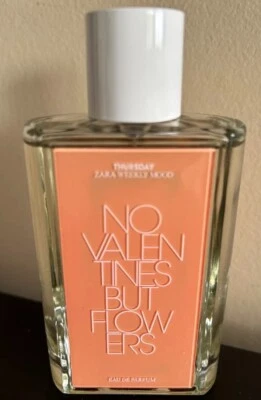 THURSDAY
ZARA WEEKLY MOOD
NO
VALEN
TINES
BUT
FLOW
ERS
EAU DE PARFUM